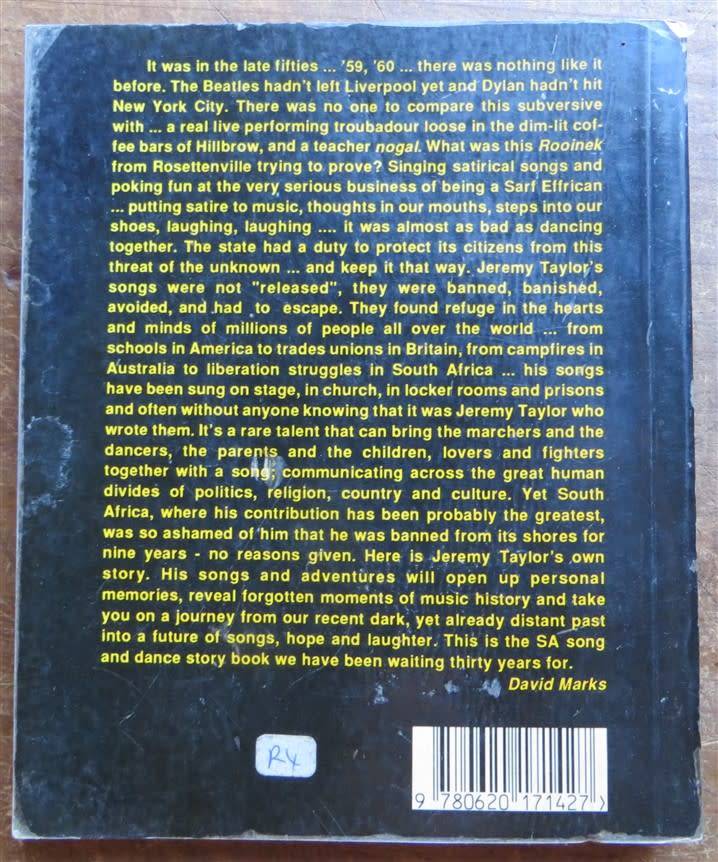 It was in the late fifties ... '59, '60 ... there was nothing like it
before. The Beatles hadn't left Liverpool yet and Dylan hadn't hit
New York City. There was no one to compare this subversive
with ... a real live performing troubadour loose in the dim-lit cof-
fee bars of Hillbrow, and a teacher nogal. What was this Rooinek
from Rosettenville trying to prove? Singing satirical songs and
poking fun at the very serious business of being a Sarf Effrican
... putting satire to music, thoughts in our mouths, steps into our
shoes, laughing, laughing .... it was almost as bad as dancing
together. The state had a duty to protect its citizens from this
threat of the unknown ... and keep it that way. Jeremy Taylor's
songs were not "released", they were banned, banished,
avoided, and had to escape. They found refuge in the hearts
and minds of millions of people all over the world ... from
schools in America to trades unions in Britain, from campfires in
Australia to liberation struggles in South Africa ... his songs
have been sung on stage, in church, in locker rooms and prisons
and often without anyone knowing that it was Jeremy Taylor who
wrote them. It's a rare talent that can bring the marchers and the
dancers, the parents and the children, lovers and fighters
together with a song; communicating across the great human
divides of politics, religion, country and culture. Yet South
Africa, where his contribution has been probably the greatest,
was so ashamed of him that he was banned from its shores for
nine years - no reasons given. Here is Jeremy Taylor's own
story. His songs and adventures will open up personal
memories, reveal forgotten moments of music history and take
you on a journey from our recent dark, yet already distant past
into a future of songs, hope and laughter. This is the SA song
and dance story book we have been waiting thirty years for.
David Marks
R4
9 780620 171427 >